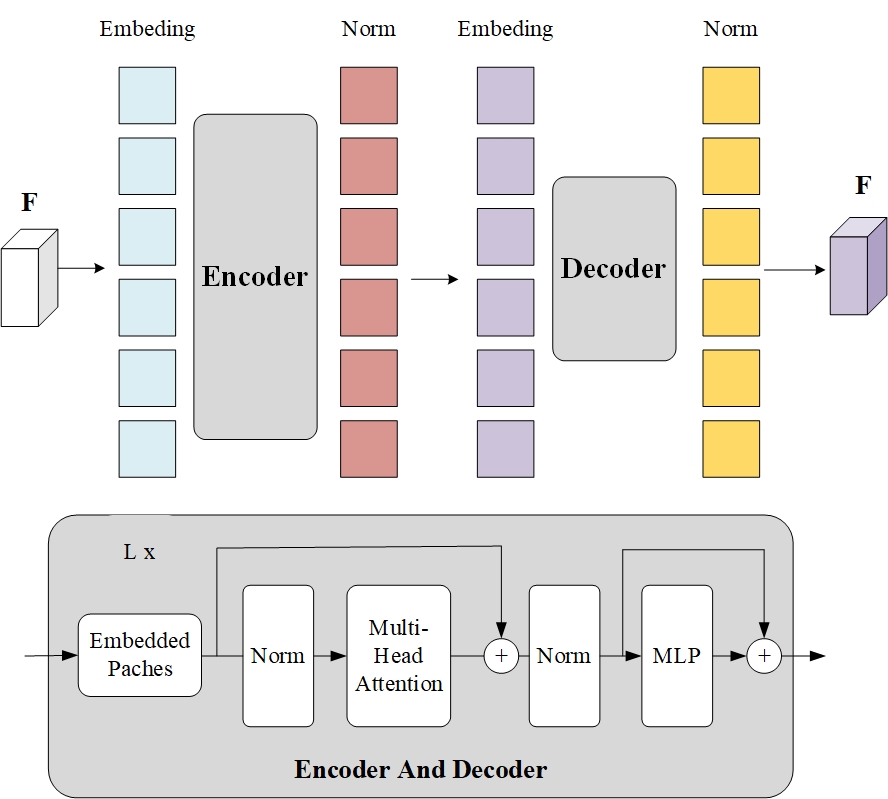 Embeding
Norm
Embeding
Norm
F
F
Encoder
Decoder
L x
Embedded
Paches
Norm
Multi-
Head
Attention
+
Norm
MLP
+
Encoder And Decoder